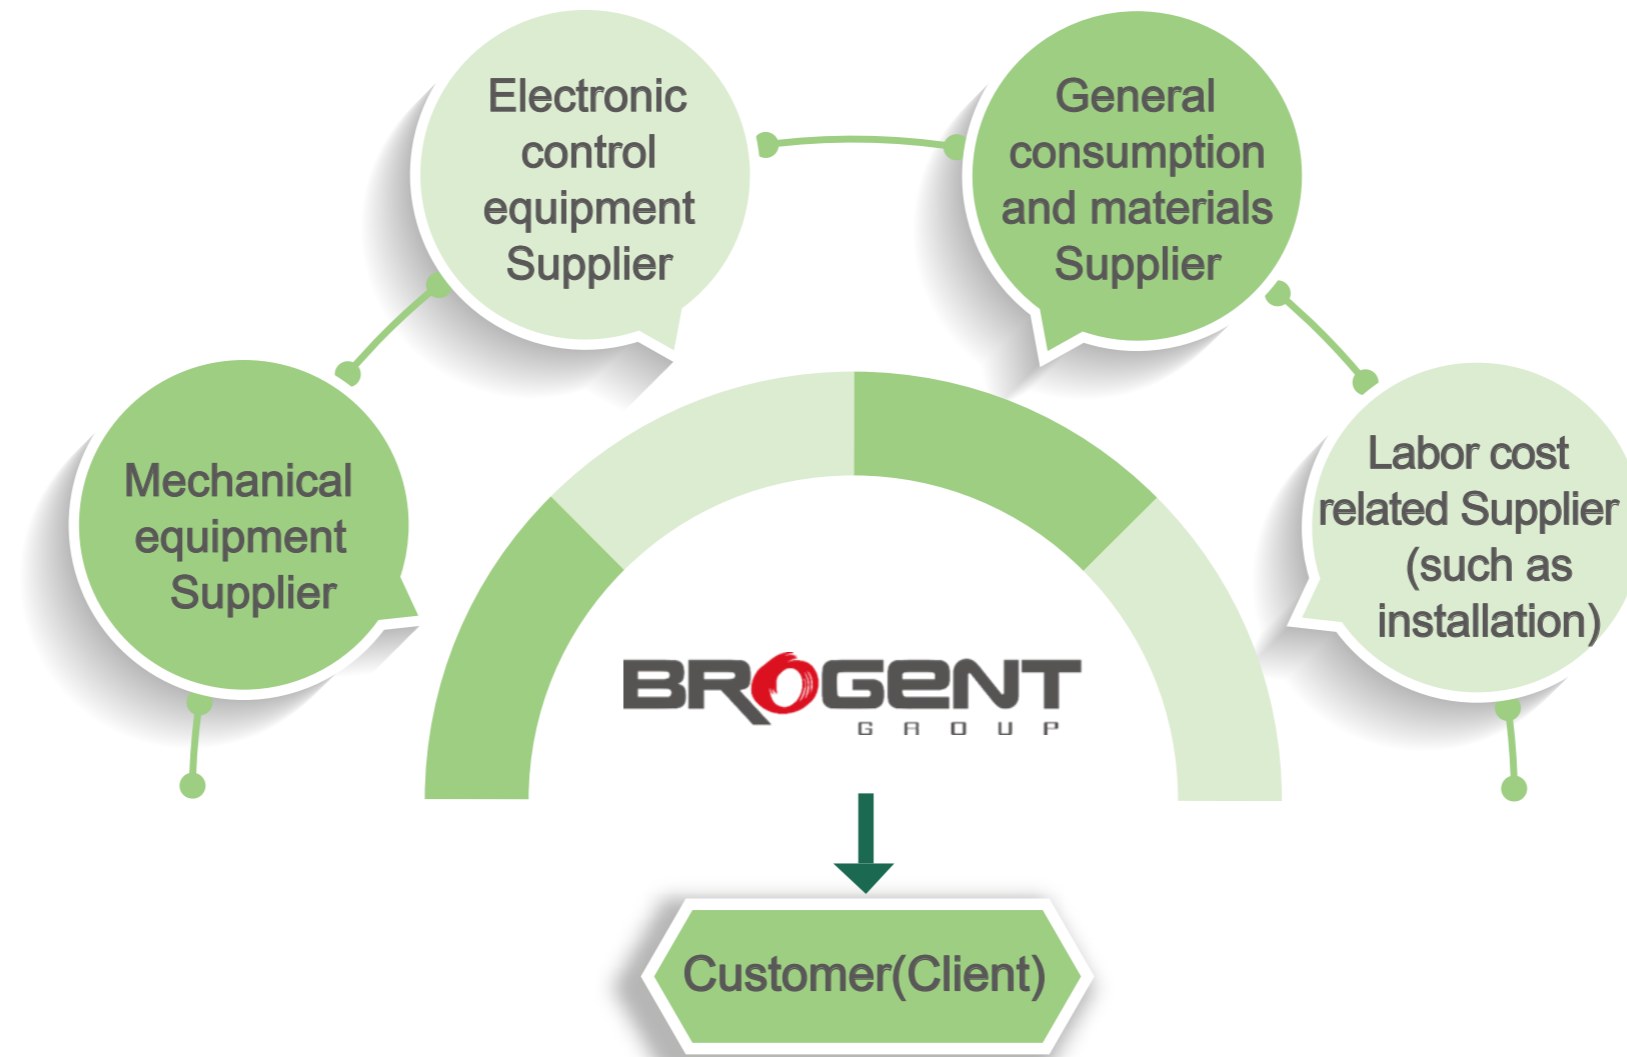 Electronic
control
equipment
Supplier
General
consumption
and materials
Supplier
Mechanical
equipment
Supplier
Labor cost
related Supplier
(such as
installation)
BROGENT
GROUP
Customer(Client)